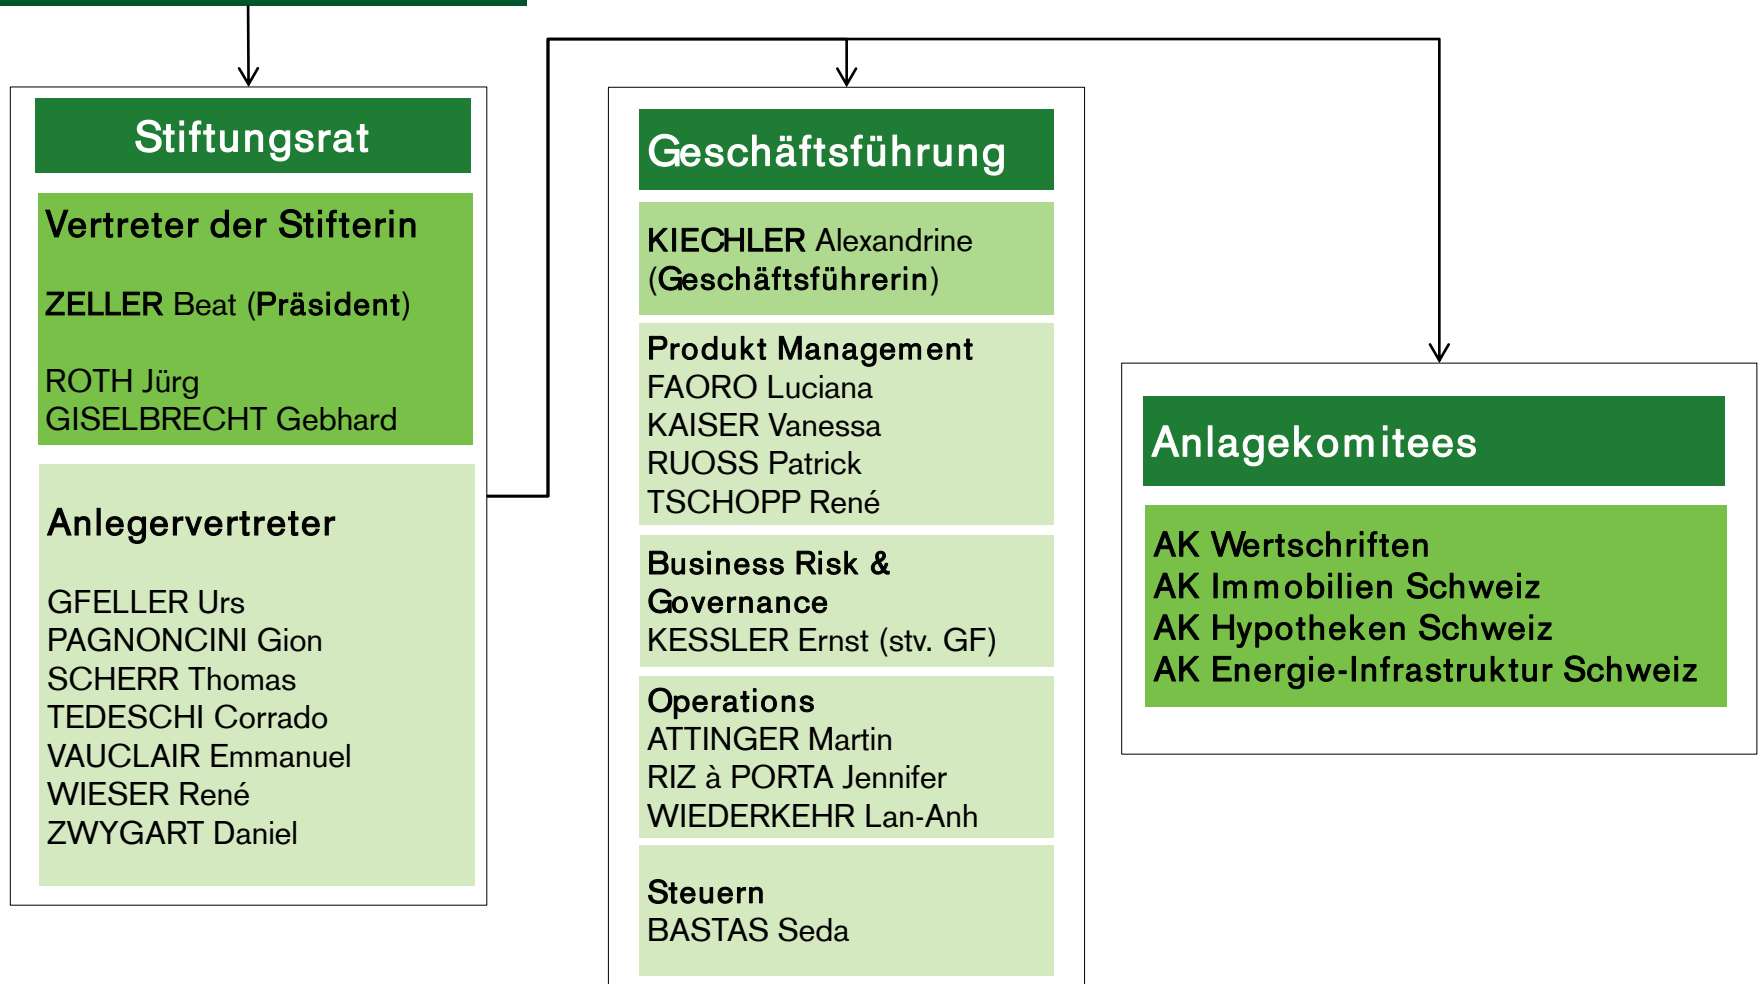 Stiftungsrat
Vertreter der Stifterin
ZELLER Beat (Präsident)
ROTH Jürg
GISELBRECHT Gebhard
Anlegervertreter
GFELLER Urs
PAGNONCINI Gion
SCHERR Thomas
TEDESCHI Corrado
VAUCLAIR Emmanuel
WIESER René
ZWYGART Daniel
Geschäftsführung
KIECHLER Alexandrine
(Geschäftsführerin)
Produkt Management
FAORO Luciana
KAISER Vanessa
RUOSS Patrick
TSCHOPP René
Business Risk &
Governance
KESSLER Ernst (stv. GF)
Operations
ATTINGER Martin
RIZ à PORTA Jennifer
WIEDERKEHR Lan-Anh
Steuern
BASTAS Seda
Anlagekomitees
AK Wertschriften
AK Immobilien Schweiz
AK Hypotheken Schweiz
AK Energie-Infrastruktur Schweiz